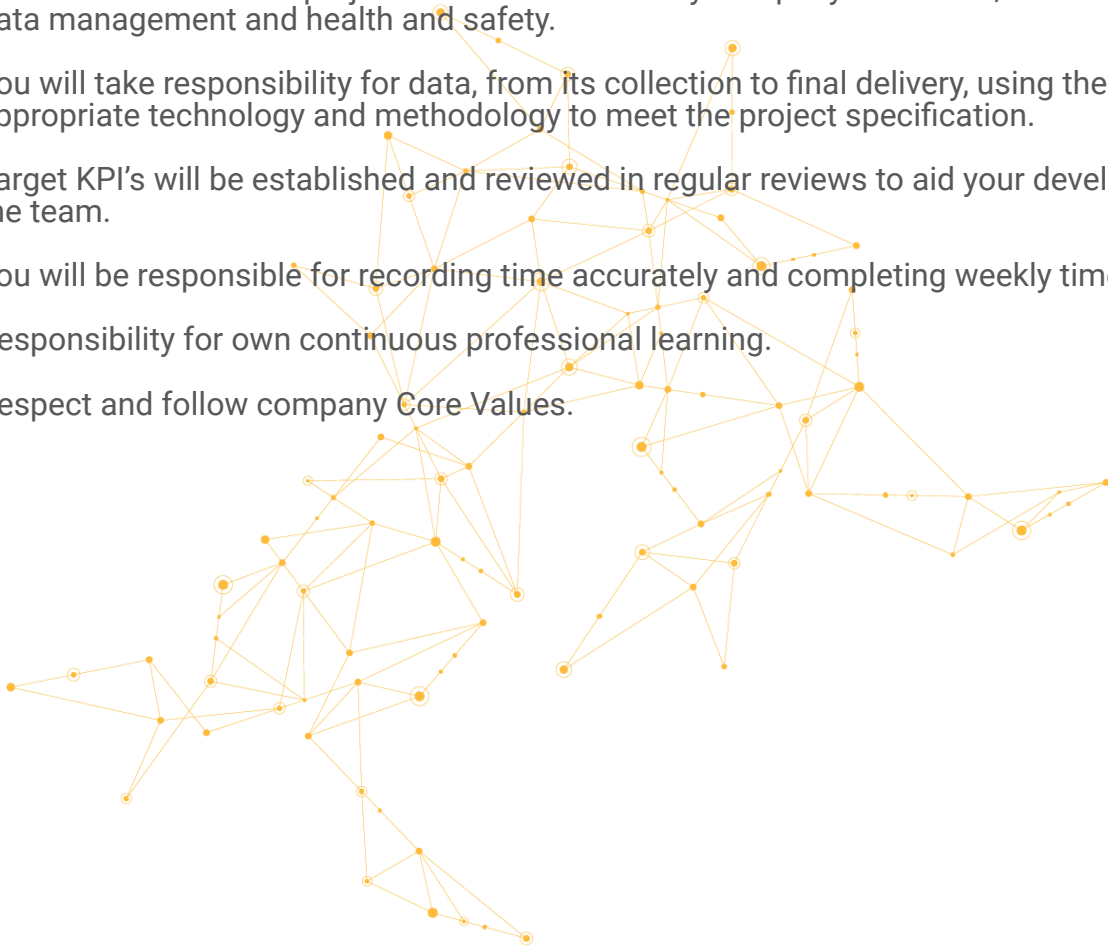 ata management and health and safety.
ou will take responsibility for data, from its collection to final delivery, using the
ppropriate technology and methodology to meet the project specification.
arget KPI’s will be established and reviewed in regular reviews to aid your devel
ne team.
ou will be responsible for recording time accurately and completing weekly tim
esponsibility for own continuous professional learning.
espect and follow company Core Values.